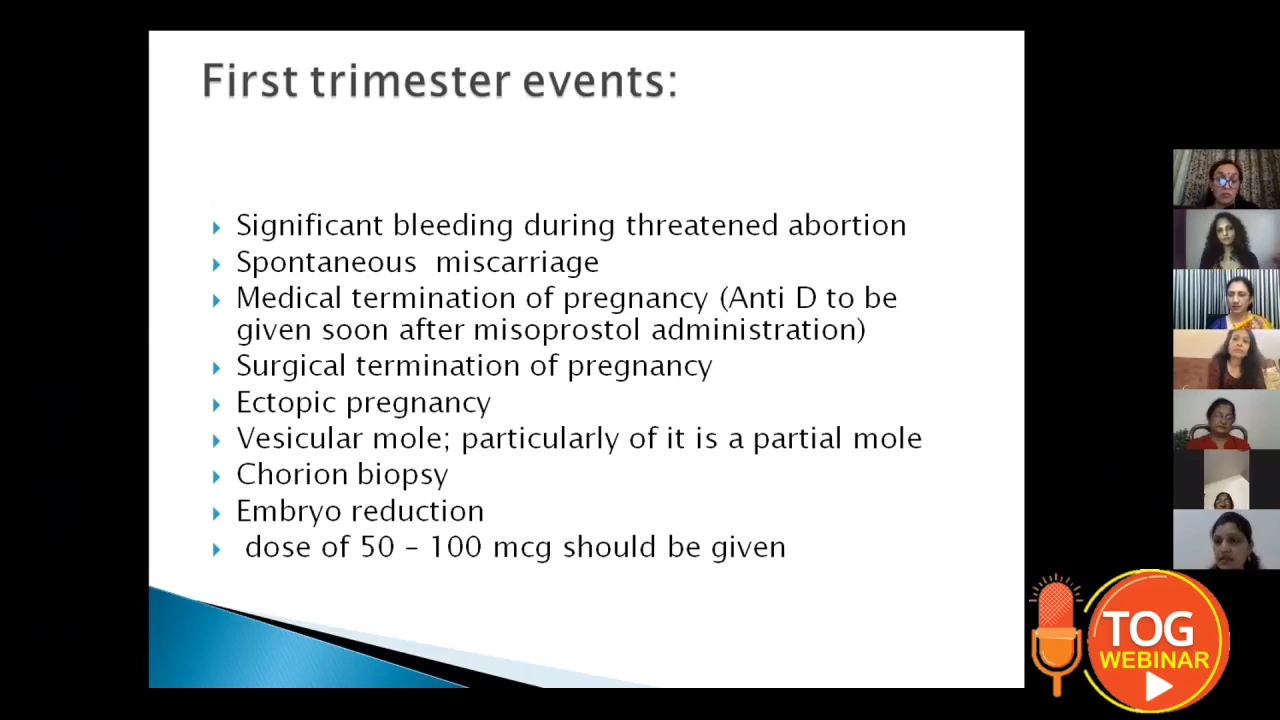 First trimester events:
Significant bleeding during threatened abortion
Spontaneous miscarriage
Medical termination of pregnancy (Anti D to be
given soon after misoprostol administration)
Surgical termination of pregnancy
Ectopic pregnancy
Vesicular mole; particularly of it is a partial mole
Chorion biopsy
Embryo reduction
dose of 50 – 100 mcg should be given
TOG
WEBINAR